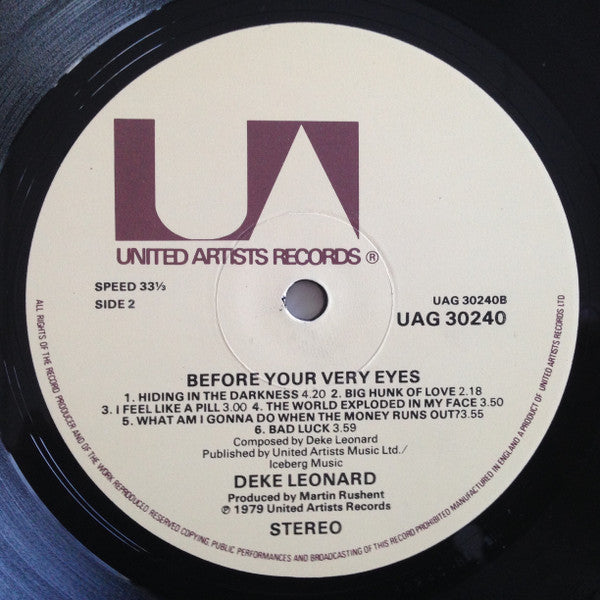 UA
UNITED ARTISTS RECORDS ®
SPEED 33⅓
SIDE 2
UAG 30240B
UAG 30240
BEFORE YOUR VERY EYES
1. HIDING IN THE DARKNESS 4.20 2. BIG HUNK OF LOVE 2.18
3. I FEEL LIKE A PILL 3.00 4. THE WORLD EXPLODED IN MY FACE 3.50
5. WHAT AM I GONNA DO WHEN THE MONEY RUNS OUT? 3.55
6. BAD LUCK 3.59
Composed by Deke Leonard
Published by United Artists Music Ltd./
Iceberg Music
DEKE LEONARD
Produced by Martin Rushent
℗ 1979 United Artists Records
STEREO
ALL RIGHTS OF THE RECORD PRODUCER AND OF THE OWNER OF THE WORK REPRODUCED RESERVED COPYING, PUBLIC PERFORMANCES AND BROADCASTING OF THIS RECORD PROHIBITED MANUFACTURED IN ENGLAND A PRODUCT OF UNITED ARTISTS RECORDS LTD